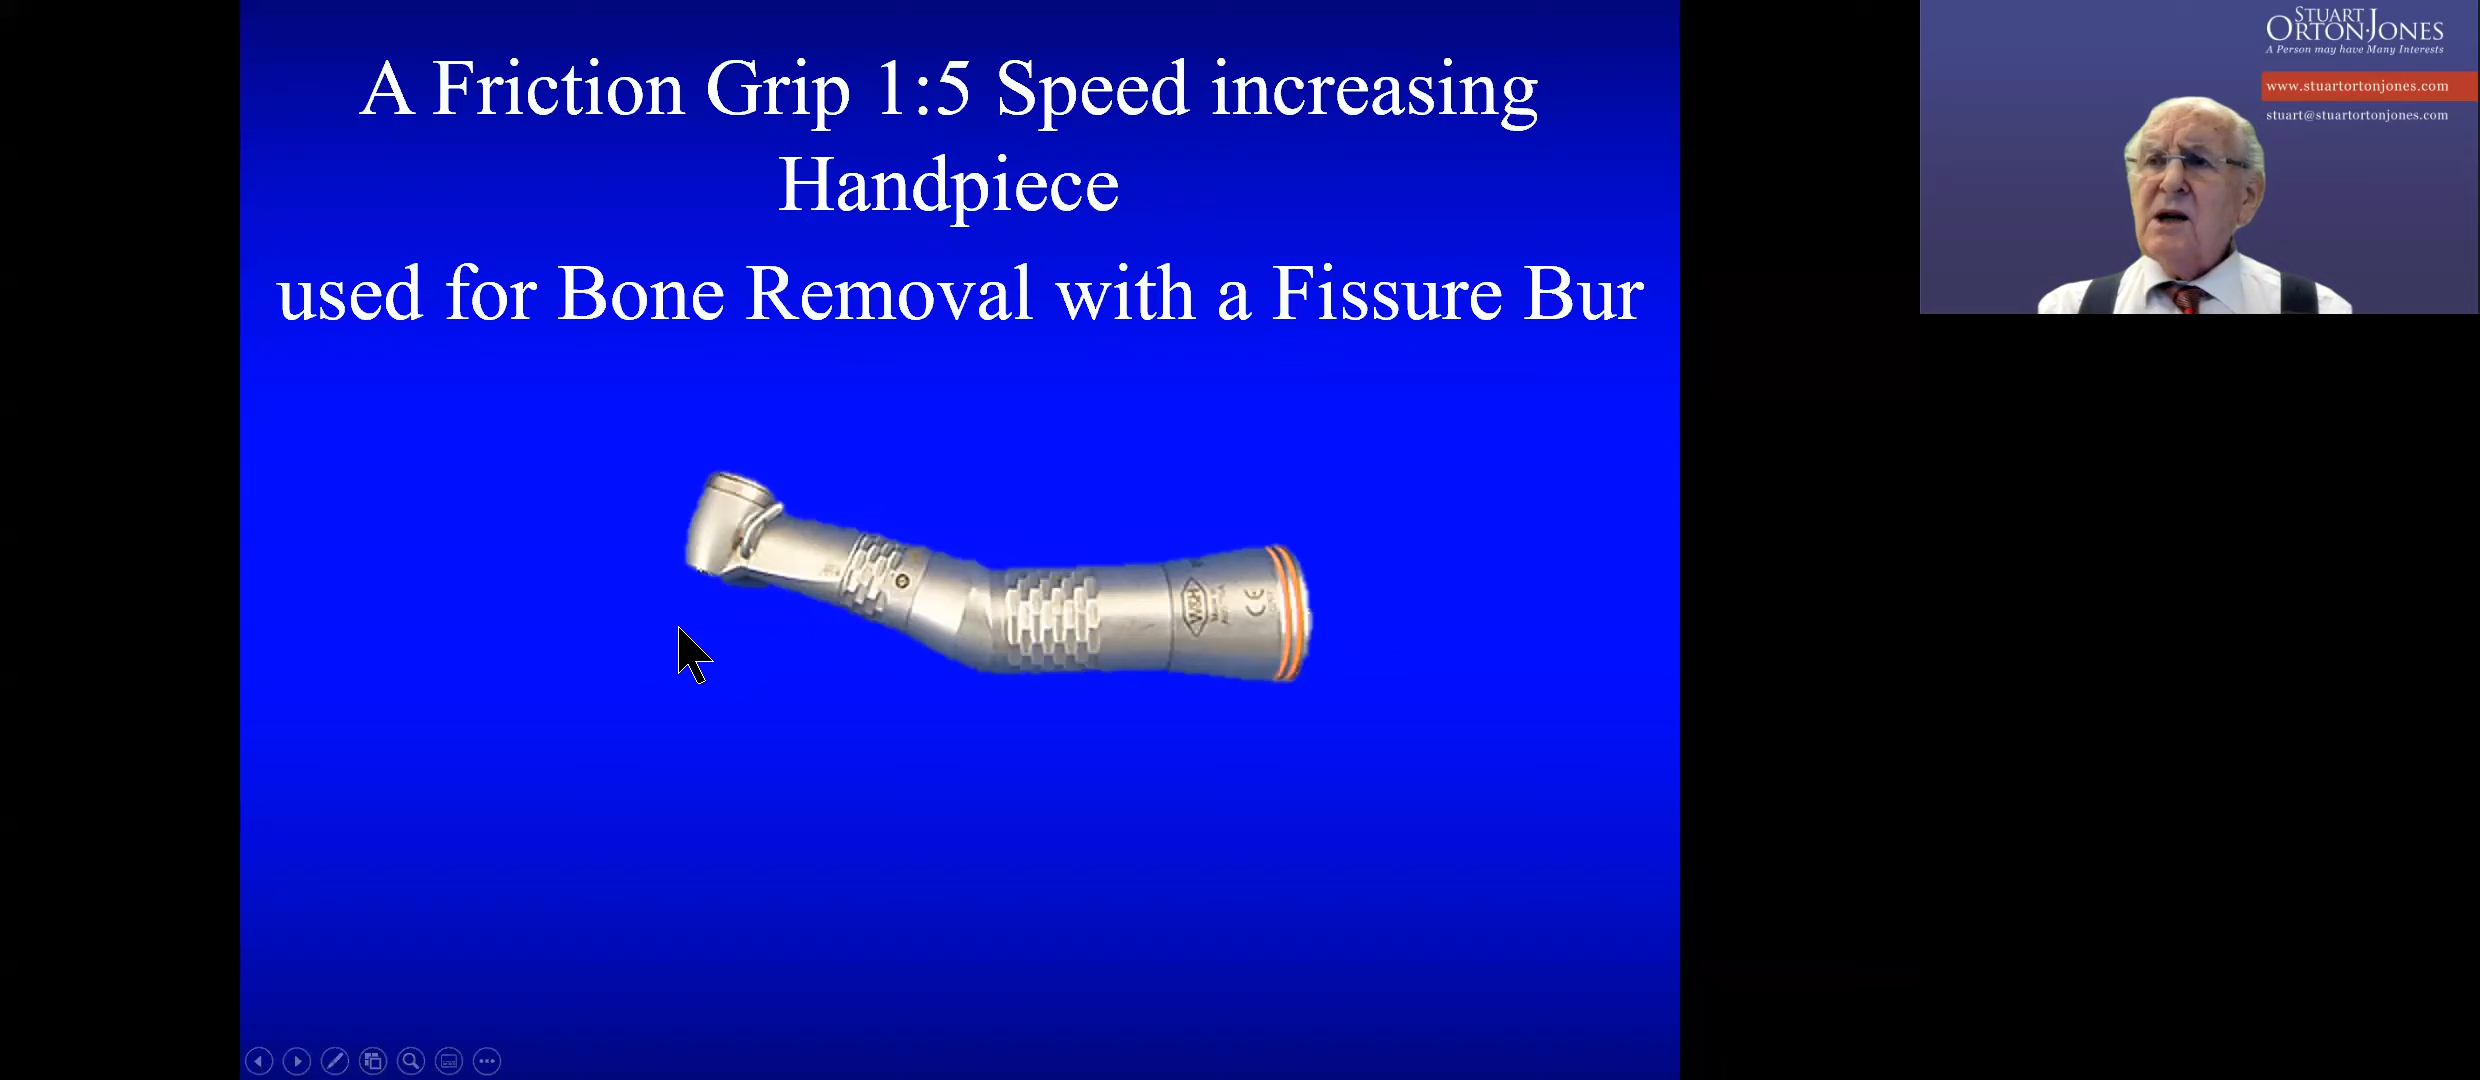 A Friction Grip 1:5 Speed increasing
Handpiece
used for Bone Removal with a Fissure Bur
W&H
CE
STUART
ORTON-JONES
A Person may have Many Interests
www.stuartortonjones.com
stuart@stuartortonjones.com